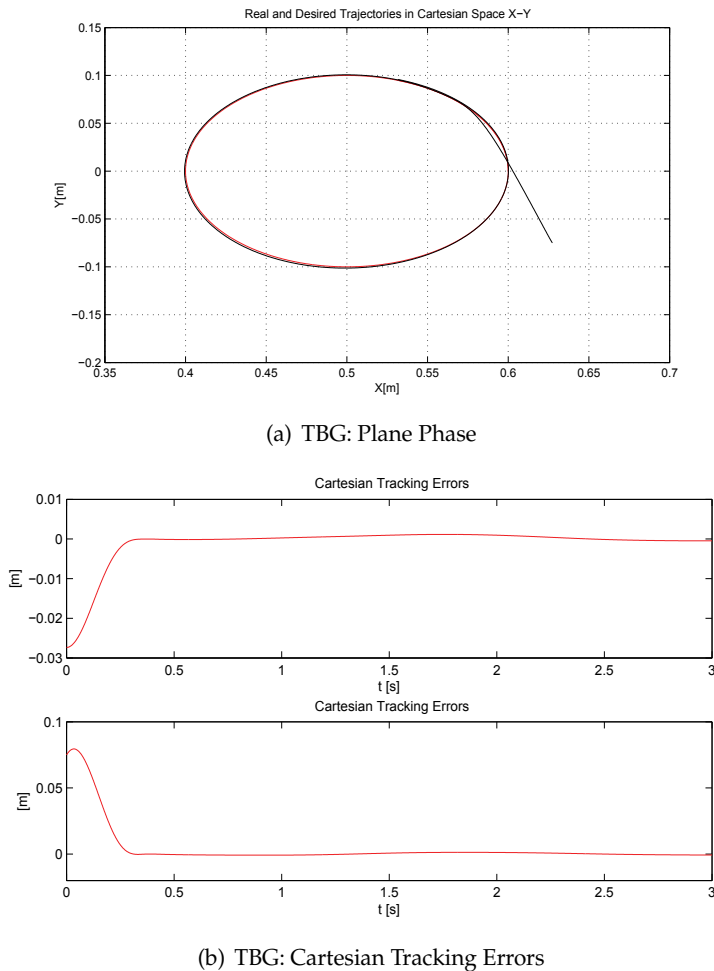 Real and Desired Trajectories in Cartesian Space X−Y
0.15
0.1
0.05
0
−0.05
−0.1
−0.15
−0.2
Y[m]
0.35 0.4 0.45 0.5 0.55 0.6 0.65 0.7
X[m]
(a) TBG: Plane Phase
Cartesian Tracking Errors
0.01
0
−0.01
−0.02
−0.03
[m]
0 0.5 1 1.5 2 2.5 3
t [s]
Cartesian Tracking Errors
0.1
0.05
0
[m]
0 0.5 1 1.5 2 2.5 3
t [s]
(b) TBG: Cartesian Tracking Errors